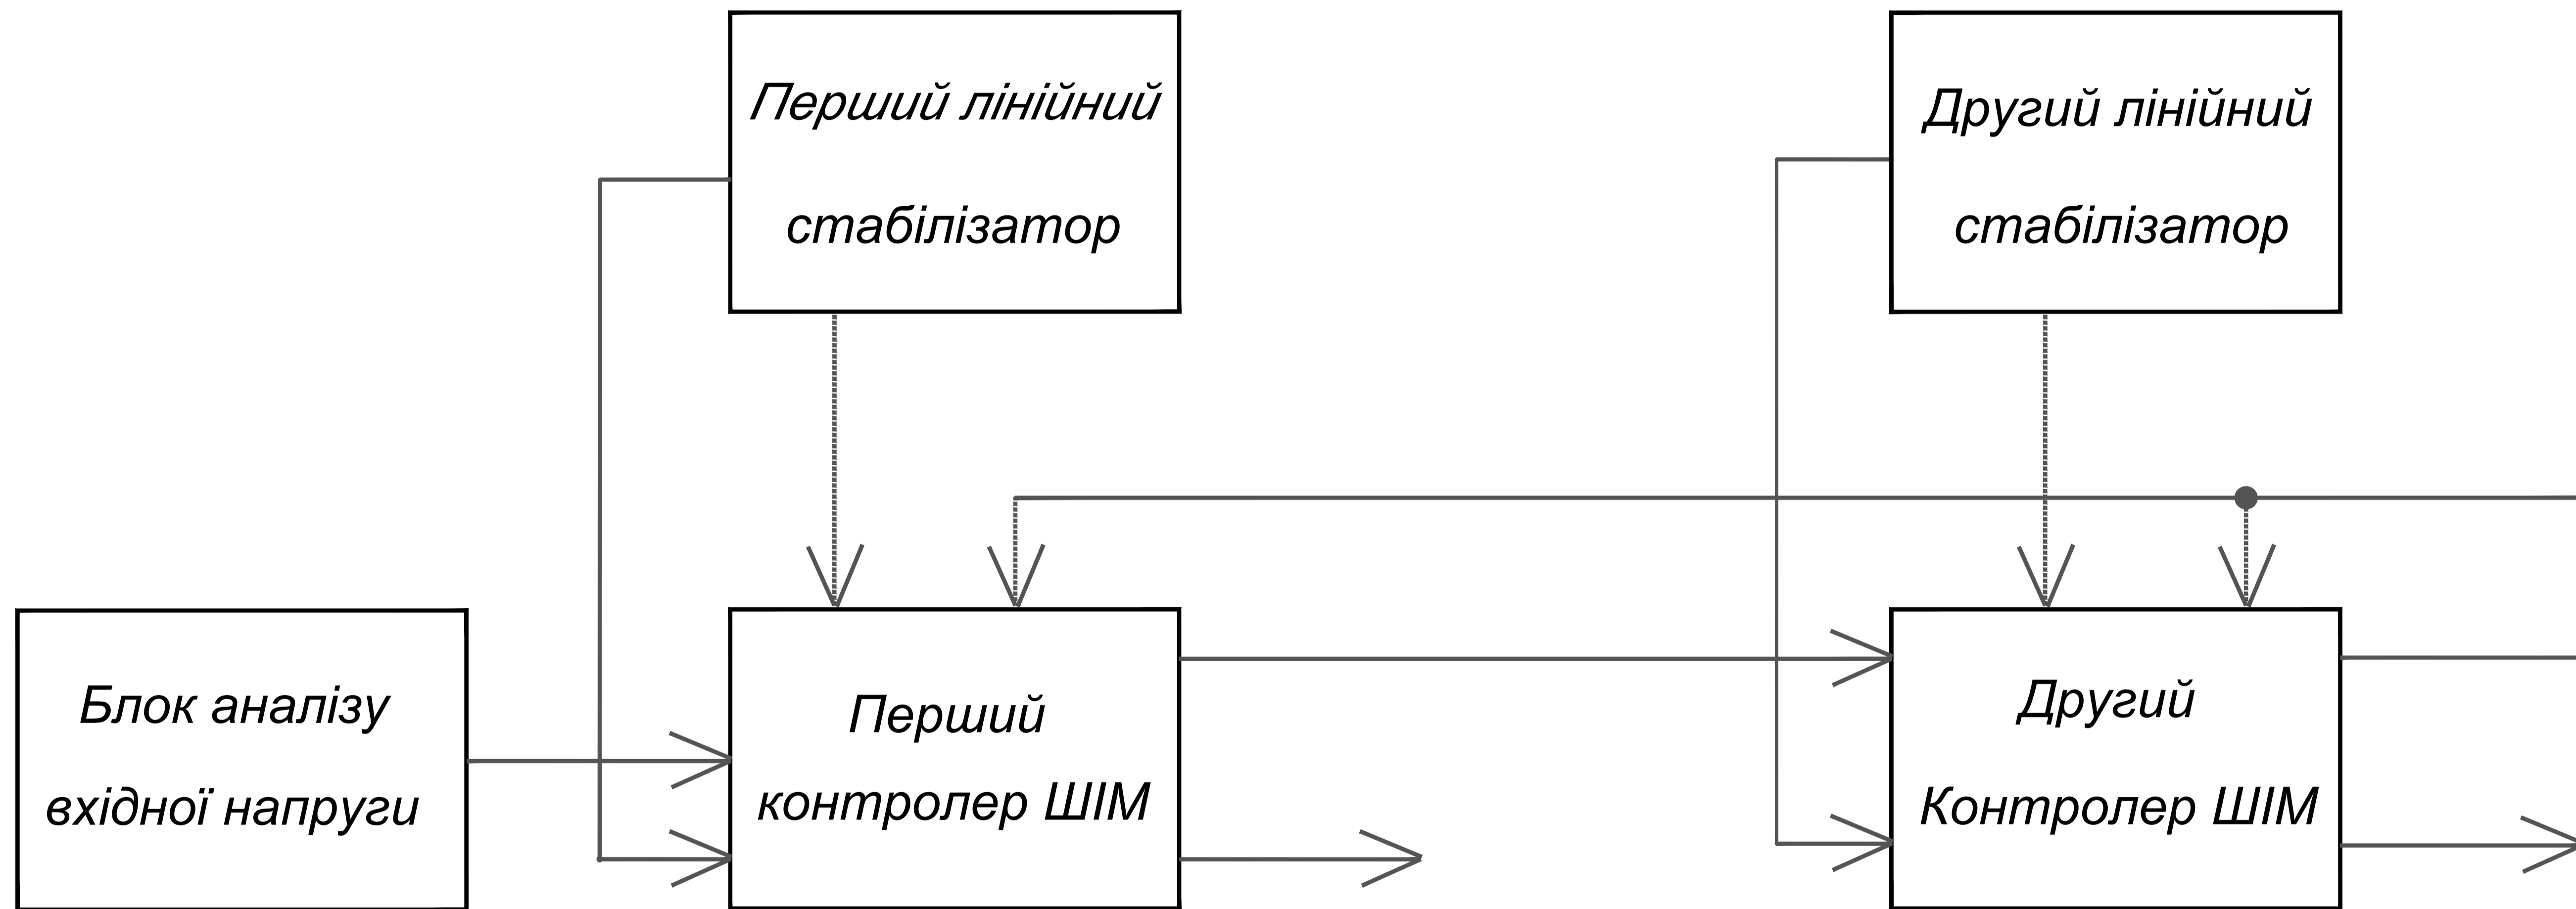 Перший лінійний
стабілізатор
Другий лінійний
стабілізатор
Блок аналізу
вхідної напруги
Перший
контролер ШІМ
Другий
Контролер ШІМ